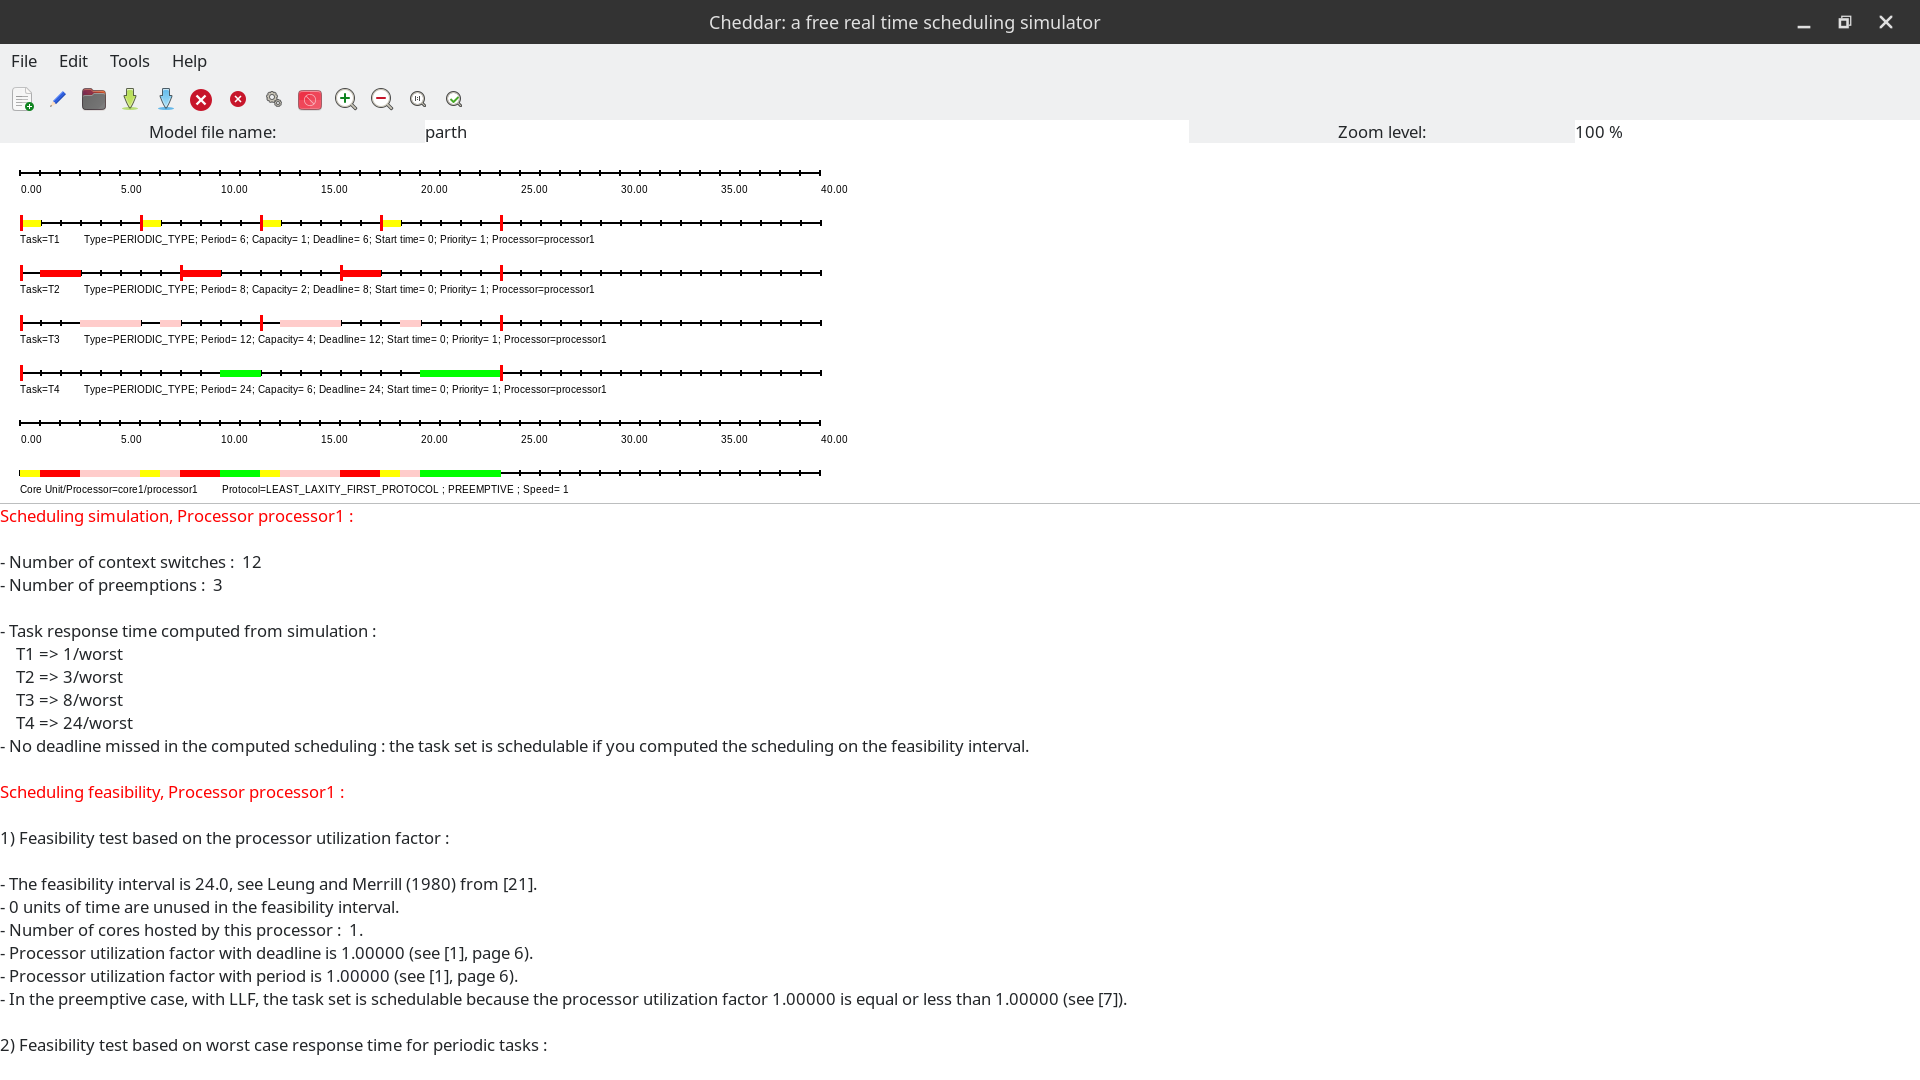 Cheddar: a free real time scheduling simulator
File Edit Tools Help
Model file name: parth Zoom level: 100 %
0.00 5.00 10.00 15.00 20.00 25.00 30.00 35.00 40.00
Task=T1 Type=PERIODIC_TYPE; Period= 6; Capacity= 1; Deadline= 6; Start time= 0; Priority= 1; Processor=processor1
Task=T2 Type=PERIODIC_TYPE; Period= 8; Capacity= 2; Deadline= 8; Start time= 0; Priority= 1; Processor=processor1
Task=T3 Type=PERIODIC_TYPE; Period= 12; Capacity= 4; Deadline= 12; Start time= 0; Priority= 1; Processor=processor1
Task=T4 Type=PERIODIC_TYPE; Period= 24; Capacity= 6; Deadline= 24; Start time= 0; Priority= 1; Processor=processor1
0.00 5.00 10.00 15.00 20.00 25.00 30.00 35.00 40.00
Core Unit/Processor=core1/processor1 Protocol=LEAST_LAXITY_FIRST_PROTOCOL ; PREEMPTIVE ; Speed= 1
Scheduling simulation, Processor processor1 :
- Number of context switches : 12
- Number of preemptions : 3
- Task response time computed from simulation :
T1 => 1/worst
T2 => 3/worst
T3 => 8/worst
T4 => 24/worst
- No deadline missed in the computed scheduling : the task set is schedulable if you computed the scheduling on the feasibility interval.
Scheduling feasibility, Processor processor1 :
1) Feasibility test based on the processor utilization factor :
- The feasibility interval is 24.0, see Leung and Merrill (1980) from [21].
- 0 units of time are unused in the feasibility interval.
- Number of cores hosted by this processor : 1.
- Processor utilization factor with deadline is 1.00000 (see [1], page 6).
- Processor utilization factor with period is 1.00000 (see [1], page 6).
- In the preemptive case, with LLF, the task set is schedulable because the processor utilization factor 1.00000 is equal or less than 1.00000 (see [7]).
2) Feasibility test based on worst case response time for periodic tasks :